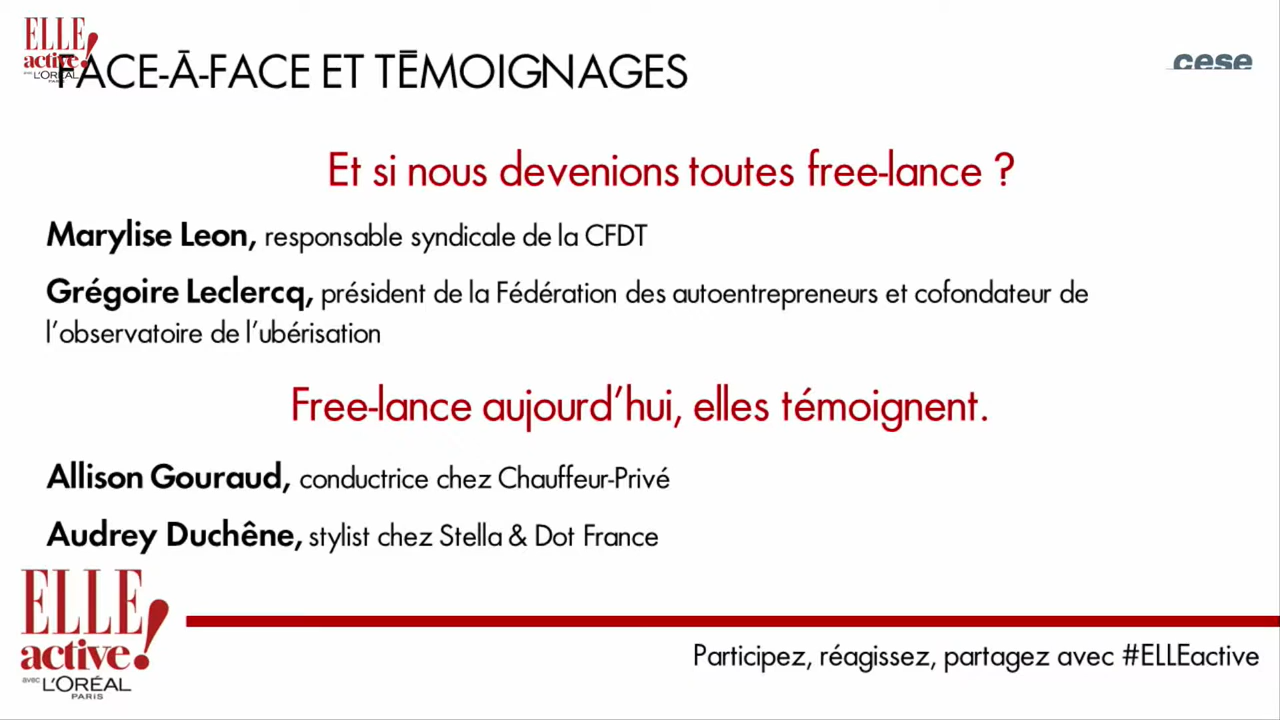 ELLE
active!
avec L'ORÉAL
PARIS
FACE-À-FACE ET TÉMOIGNAGES
cese
Et si nous devenions toutes free-lance ?
Marylise Leon, responsable syndicale de la CFDT
Grégoire Leclercq, président de la Fédération des autoentrepreneurs et cofondateur de
l'observatoire de l'ubérisation
Free-lance aujourd'hui, elles témoignent.
Allison Gouraud, conductrice chez Chauffeur-Privé
Audrey Duchêne, stylist chez Stella & Dot France
ELLE
active!
avec L'ORÉAL
PARIS
Participez, réagissez, partagez avec #ELLEactive